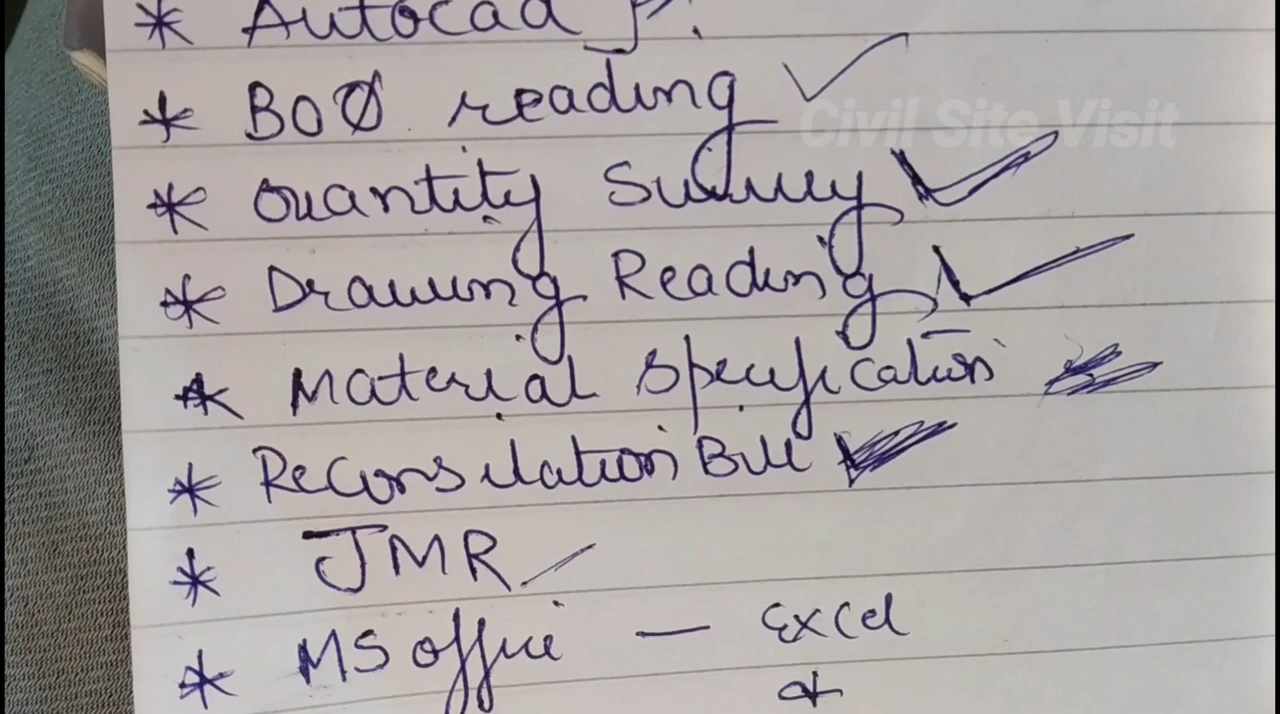 * Autocad
* BOQ reading ✓
Civil Site Visit
* Quantity Survey ✓
* Drawing Reading ✓
* Material Specification
* Reconsilation Bill ✓
* JMR
* MS office — Excel